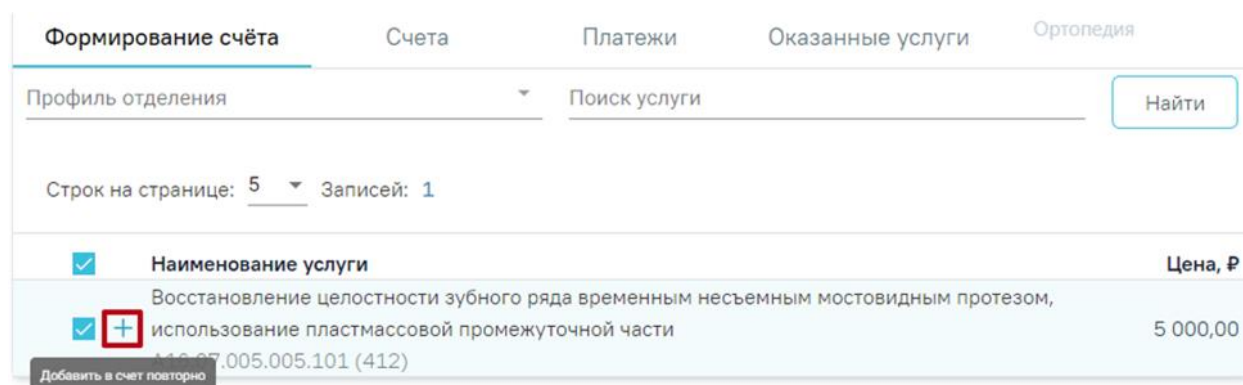 Формирование счёта Счета Платежи Оказанные услуги Ортопедия
Профиль отделения Поиск услуги Найти
Строк на странице: 5 Записей: 1
Наименование услуги Цена, ₽
Восстановление целостности зубного ряда временным несъемным мостовидным протезом,
использование пластмассовой промежуточной части 5 000,00
.005.005.101 (412)
Добавить в счет повторно